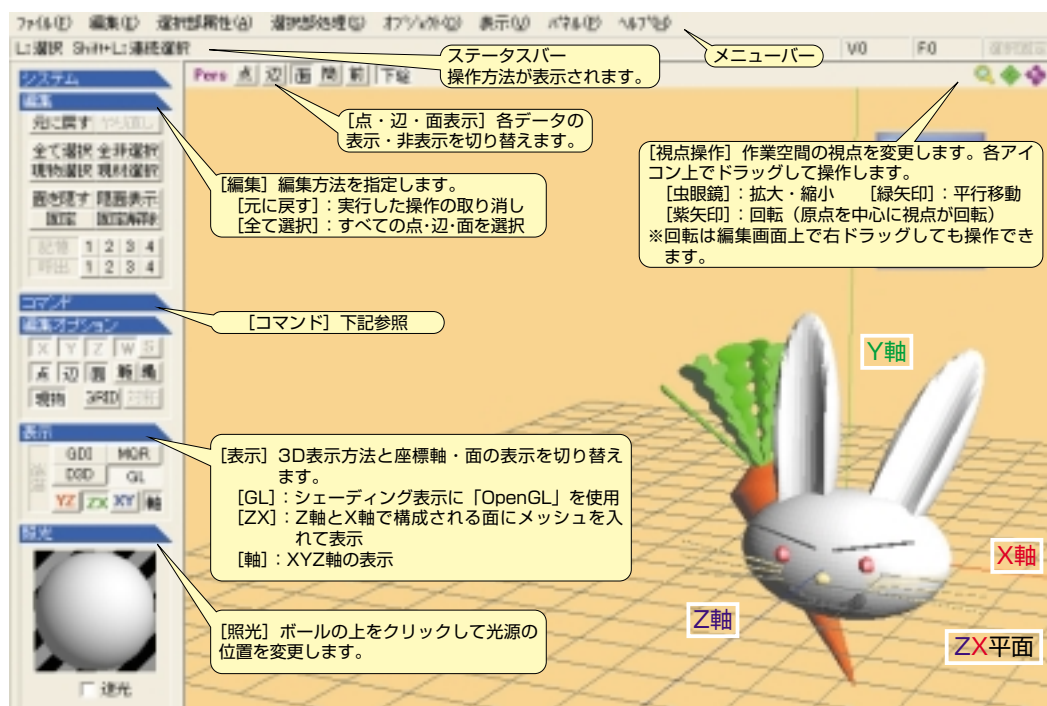 ファイル(F) 編集(E) 選択部属性(A) 選択部処理(S) オブジェクト(O) 表示(V) パネル(P) ヘルプ(H)
L:選択 Shift+L:連続選択
V0 F0
ステータスバー
操作方法が表示されます。
メニューバー
システム
編集
元に戻す やり直し
全て選択 全非選択
現物選択 現材選択
面を隠す 隠面表示
固定 固定解除
記憶 1 2 3 4
呼出 1 2 3 4
コマンド
編集オプション
X Y Z W S
点 辺 面 範 縄
現物 GRID 対称
表示
GDI MQR
D3D GL
YZ ZX XY 軸
照光
逆光
Pers 点 辺 面 簡 前 下絵
［点・辺・面表示］各データの
表示・非表示を切り替えます。
［視点操作］作業空間の視点を変更します。各アイ
コン上でドラッグして操作します。
［虫眼鏡］：拡大・縮小 ［緑矢印］：平行移動
［紫矢印］：回転（原点を中心に視点が回転）
※回転は編集画面上で右ドラッグしても操作でき
ます。
［編集］編集方法を指定します。
［元に戻す］：実行した操作の取り消し
［全て選択］：すべての点・辺・面を選択
［コマンド］下記参照
［表示］3D表示方法と座標軸・面の表示を切り替え
ます。
［GL］：シェーディング表示に「OpenGL」を使用
［ZX］：Z軸とX軸で構成される面にメッシュを入
れて表示
［軸］：XYZ軸の表示
［照光］ボールの上をクリックして光源の
位置を変更します。
Y軸
X軸
Z軸
ZX平面